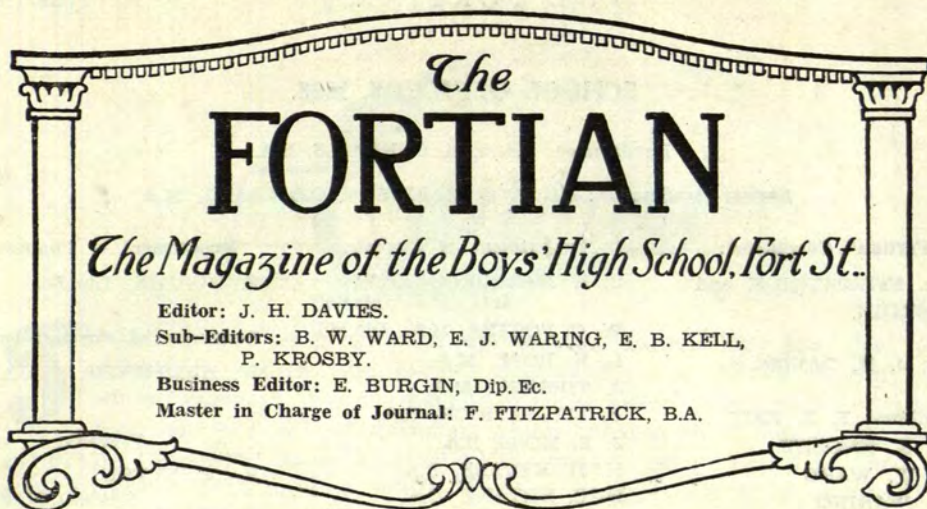 The
FORTIAN
The Magazine of the Boys' High School, Fort St..
Editor: J. H. DAVIES.
Sub-Editors: B. W. WARD, E. J. WARING, E. B. KELL,
P. KROSBY.
Business Editor: E. BURGIN, Dip. Ec.
Master in Charge of Journal: F. FITZPATRICK, B.A.